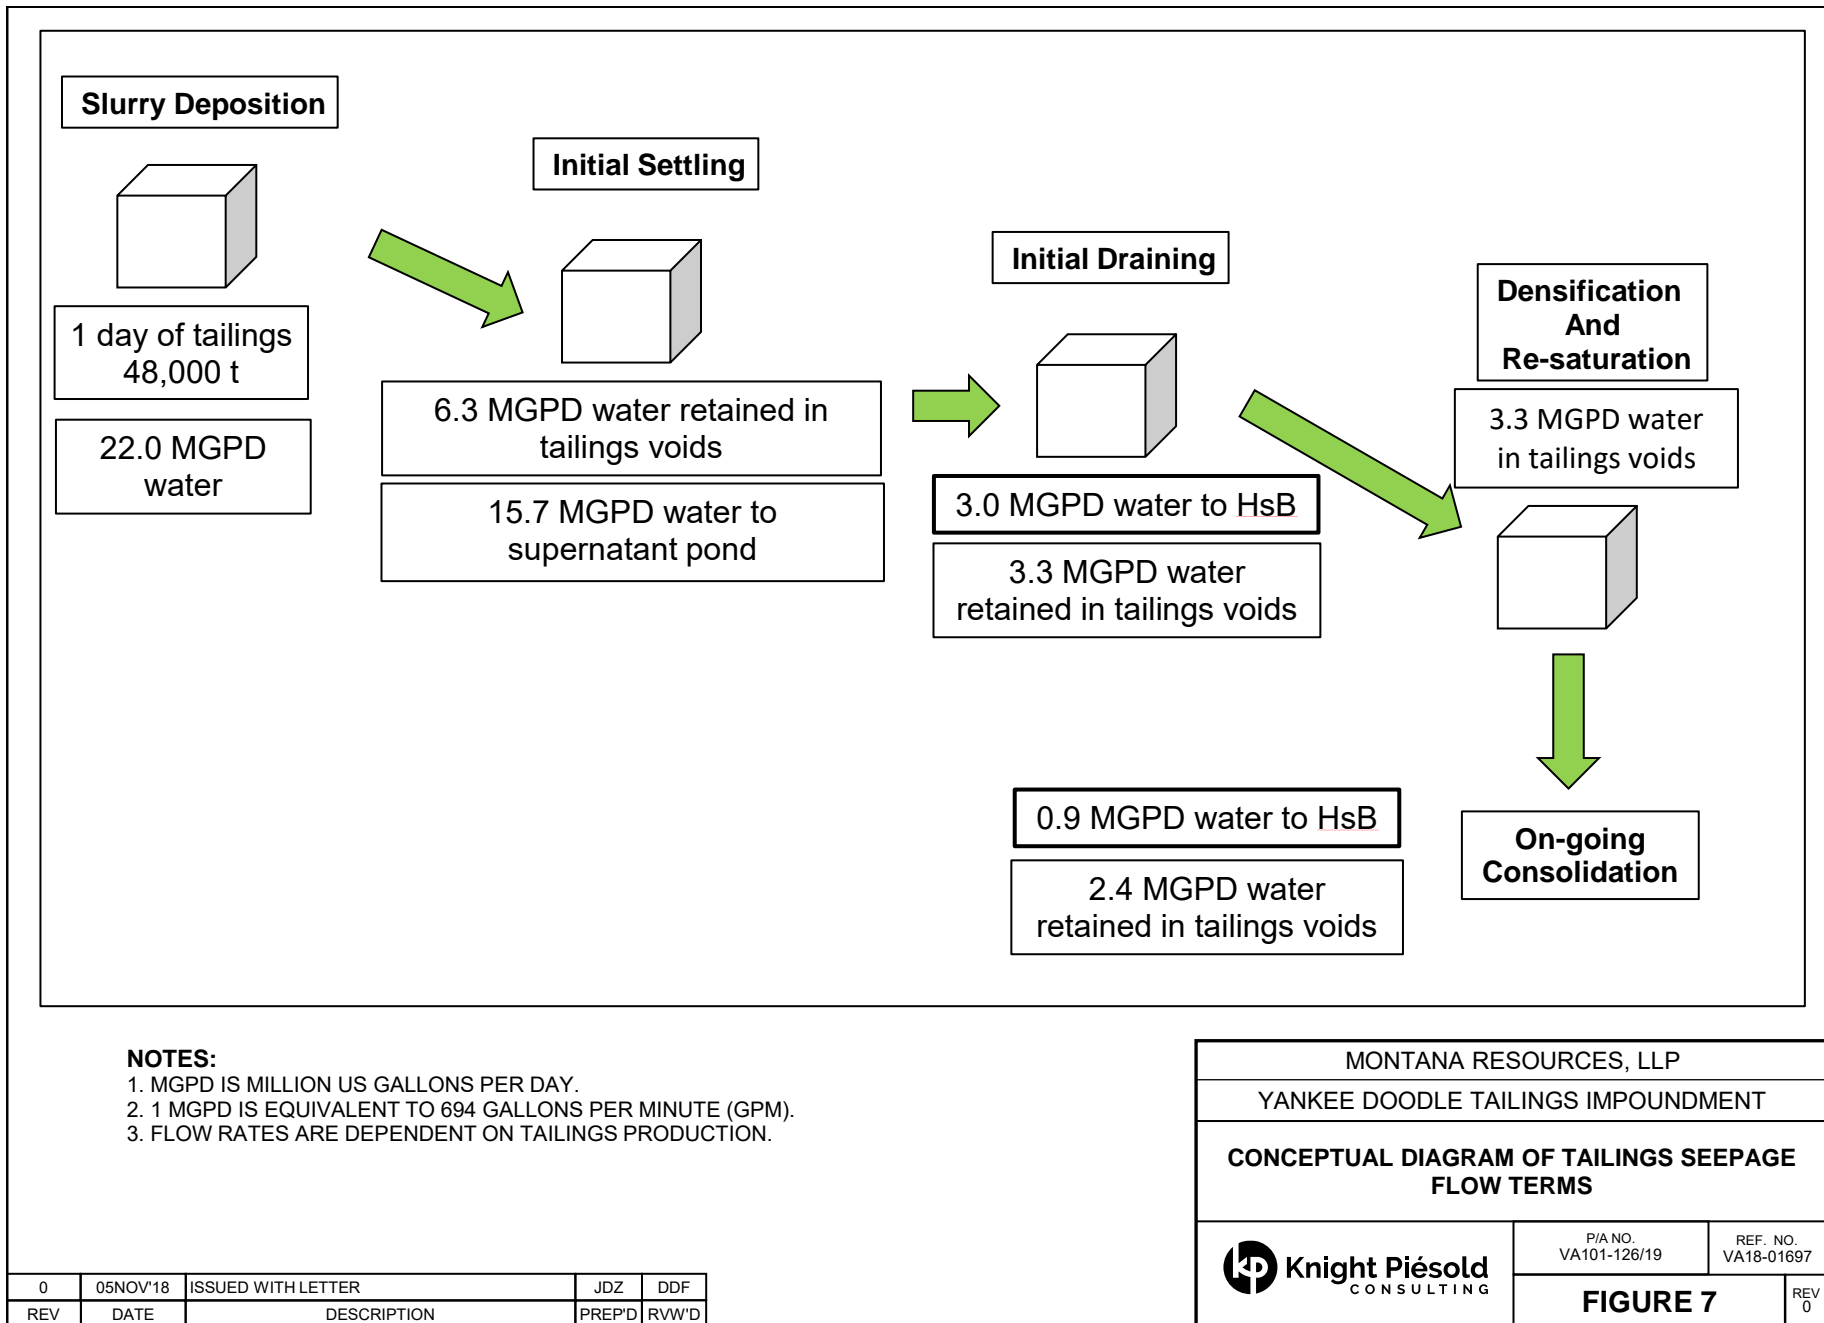 Slurry Deposition
1 day of tailings
48,000 t
22.0 MGPD
water
Initial Settling
6.3 MGPD water retained in
tailings voids
15.7 MGPD water to
supernatant pond
Initial Draining
3.0 MGPD water to HsB
3.3 MGPD water
retained in tailings voids
Densification
And
Re-saturation
3.3 MGPD water
in tailings voids
On-going
Consolidation
0.9 MGPD water to HsB
2.4 MGPD water
retained in tailings voids
NOTES:
1. MGPD IS MILLION US GALLONS PER DAY.
2. 1 MGPD IS EQUIVALENT TO 694 GALLONS PER MINUTE (GPM).
3. FLOW RATES ARE DEPENDENT ON TAILINGS PRODUCTION.
0 05NOV'18 ISSUED WITH LETTER JDZ DDF
REV DATE DESCRIPTION PREP'D RVW'D
MONTANA RESOURCES, LLP
YANKEE DOODLE TAILINGS IMPOUNDMENT
CONCEPTUAL DIAGRAM OF TAILINGS SEEPAGE
FLOW TERMS
kp Knight Piésold
CONSULTING
P/A NO.
VA101-126/19
REF. NO.
VA18-01697
FIGURE 7
REV
0